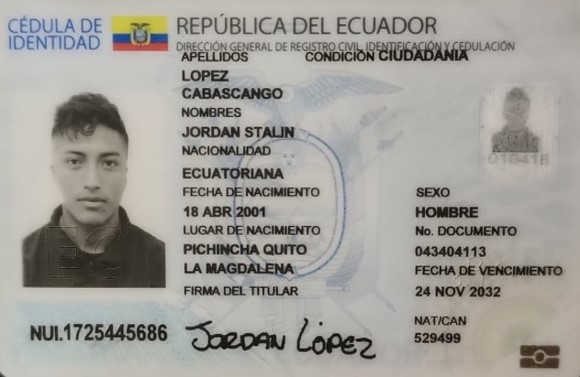 CÉDULA DE
IDENTIDAD
REPÚBLICA DEL ECUADOR
DIRECCIÓN GENERAL DE REGISTRO CIVIL, IDENTIFICACIÓN Y CEDULACIÓN
APELLIDOS CONDICIÓN CIUDADANIA
LOPEZ
CABASCANGO
NOMBRES
JORDAN STALIN
NACIONALIDAD
ECUATORIANA
FECHA DE NACIMIENTO
18 ABR 2001
LUGAR DE NACIMIENTO
PICHINCHA QUITO
LA MAGDALENA
FIRMA DEL TITULAR
SEXO
HOMBRE
No. DOCUMENTO
043404113
FECHA DE VENCIMIENTO
24 NOV 2032
NAT/CAN
529499
NUI.1725445686
JORDAN LÓPEZ